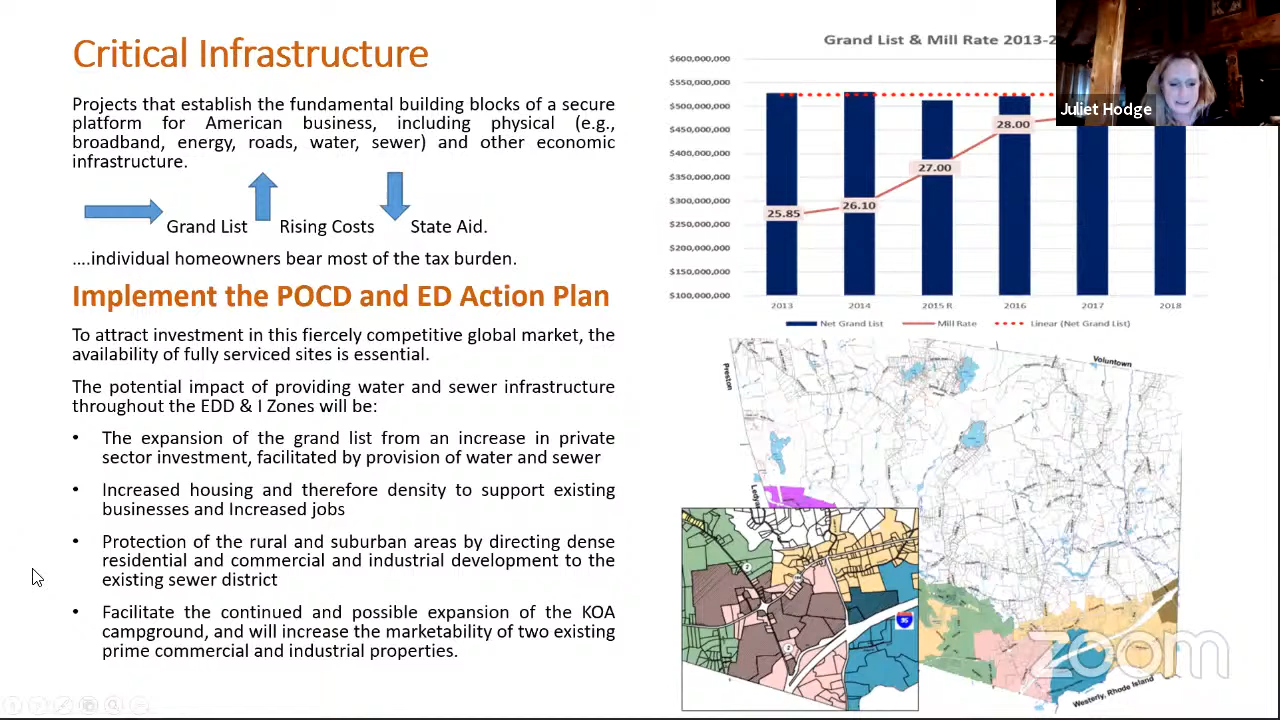 Critical Infrastructure
Projects that establish the fundamental building blocks of a secure
platform for American business, including physical (e.g.,
broadband, energy, roads, water, sewer) and other economic
infrastructure.
Grand List Rising Costs State Aid.
....individual homeowners bear most of the tax burden.
Implement the POCD and ED Action Plan
To attract investment in this fiercely competitive global market, the
availability of fully serviced sites is essential.
The potential impact of providing water and sewer infrastructure
throughout the EDD & I Zones will be:
• The expansion of the grand list from an increase in private
sector investment, facilitated by provision of water and sewer
• Increased housing and therefore density to support existing
businesses and Increased jobs
• Protection of the rural and suburban areas by directing dense
residential and commercial and industrial development to the
existing sewer district
• Facilitate the continued and possible expansion of the KOA
campground, and will increase the marketability of two existing
prime commercial and industrial properties.
Grand List & Mill Rate 2013-2
$600,000,000
$550,000,000
$500,000,000
$450,000,000
$400,000,000
$350,000,000
$300,000,000
$250,000,000
$200,000,000
$150,000,000
$100,000,000
25.85
26.10
27.00
28.00
2013 2014 2015 R 2016 2017 2018
Net Grand List Mill Rate Linear (Net Grand List)
Juliet Hodge
Preston
Voluntown
95
Westerly, Rhode Island
zoom